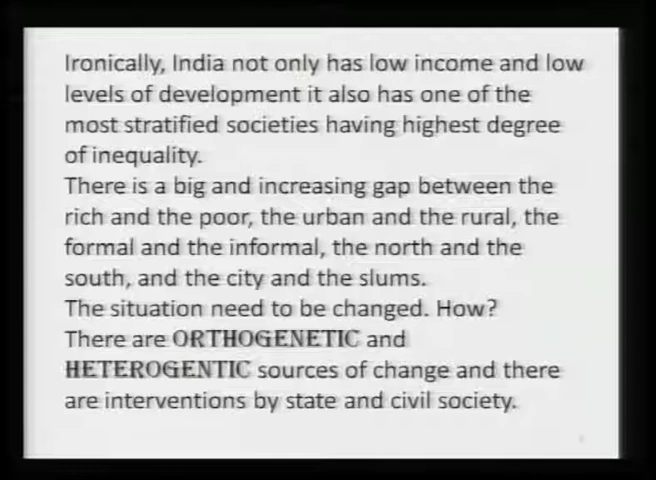 Ironically, India not only has low income and low
levels of development it also has one of the
most stratified societies having highest degree
of inequality.
There is a big and increasing gap between the
rich and the poor, the urban and the rural, the
formal and the informal, the north and the
south, and the city and the slums.
The situation need to be changed. How?
There are ORTHOGENETIC and
HETEROGENTIC sources of change and there
are interventions by state and civil society.